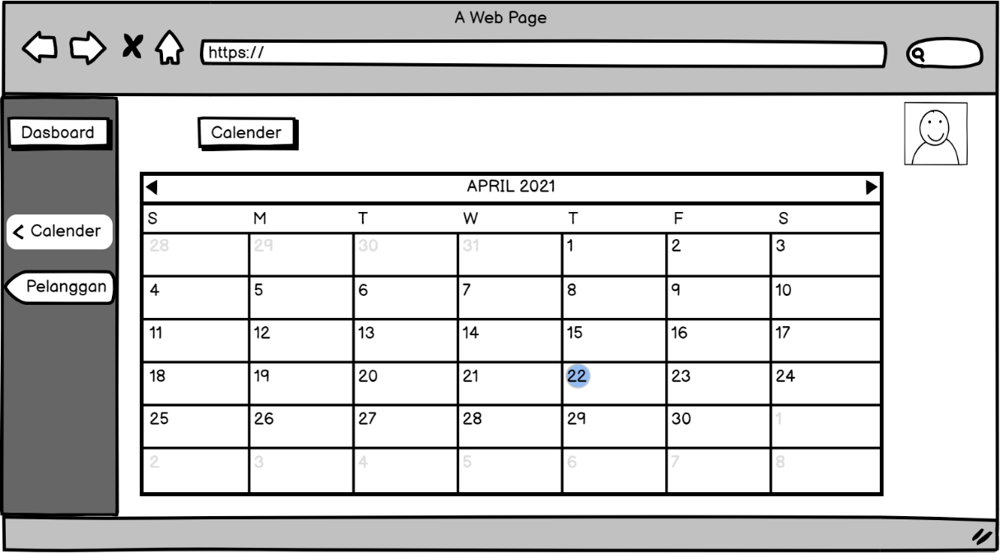 A Web Page
https://
Dasboard
Calender
Calender
Pelanggan
APRIL 2021
S M T W T F S
28 29 30 31 1 2 3
4 5 6 7 8 9 10
11 12 13 14 15 16 17
18 19 20 21 22 23 24
25 26 27 28 29 30 1
2 3 4 5 6 7 8